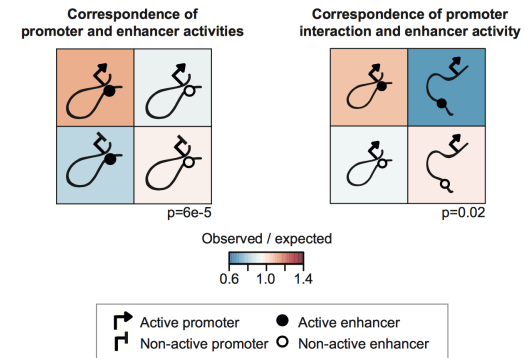 Correspondence of
promoter and enhancer activities
Correspondence of promoter
interaction and enhancer activity
p=6e-5
p=0.02
Observed / expected
0.6 1.0 1.4
Active promoter
Active enhancer
Non-active promoter
Non-active enhancer